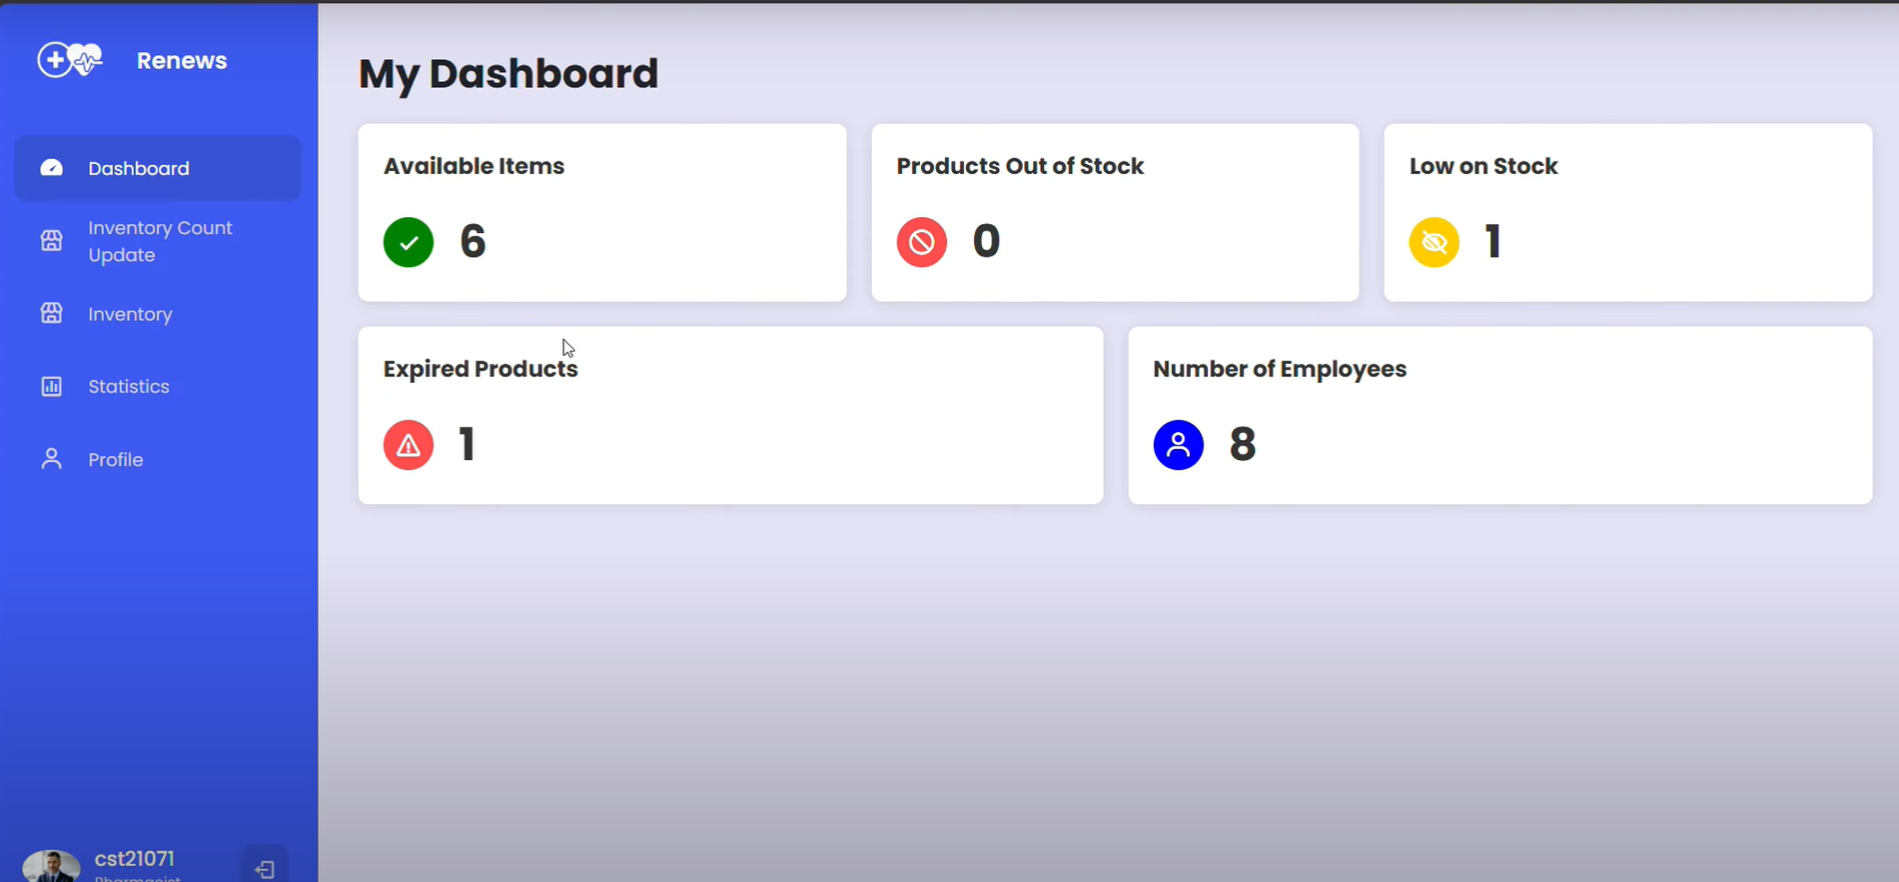 Renews
Dashboard
Inventory Count
Update
Inventory
Statistics
Profile
cst21071
Pharmacist
My Dashboard
Available Items
6
Products Out of Stock
0
Low on Stock
1
Expired Products
1
Number of Employees
8